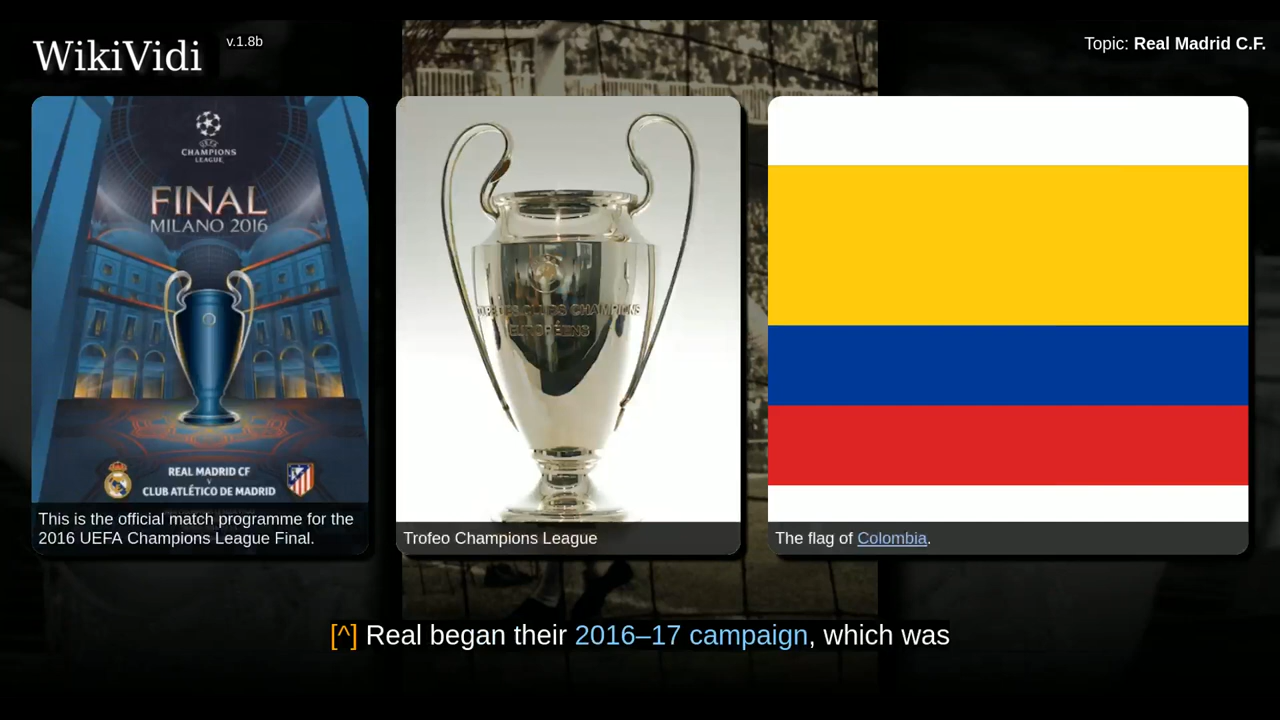 WikiVidi
v.1.8b
Topic: Real Madrid C.F.
CHAMPIONS
LEAGUE
FINAL
MILANO 2016
REAL MADRID CF
V
CLUB ATLÉTICO DE MADRID
This is the official match programme for the
2016 UEFA Champions League Final.
EUROPÉENS
Trofeo Champions League
The flag of Colombia.
[^] Real began their 2016–17 campaign, which was